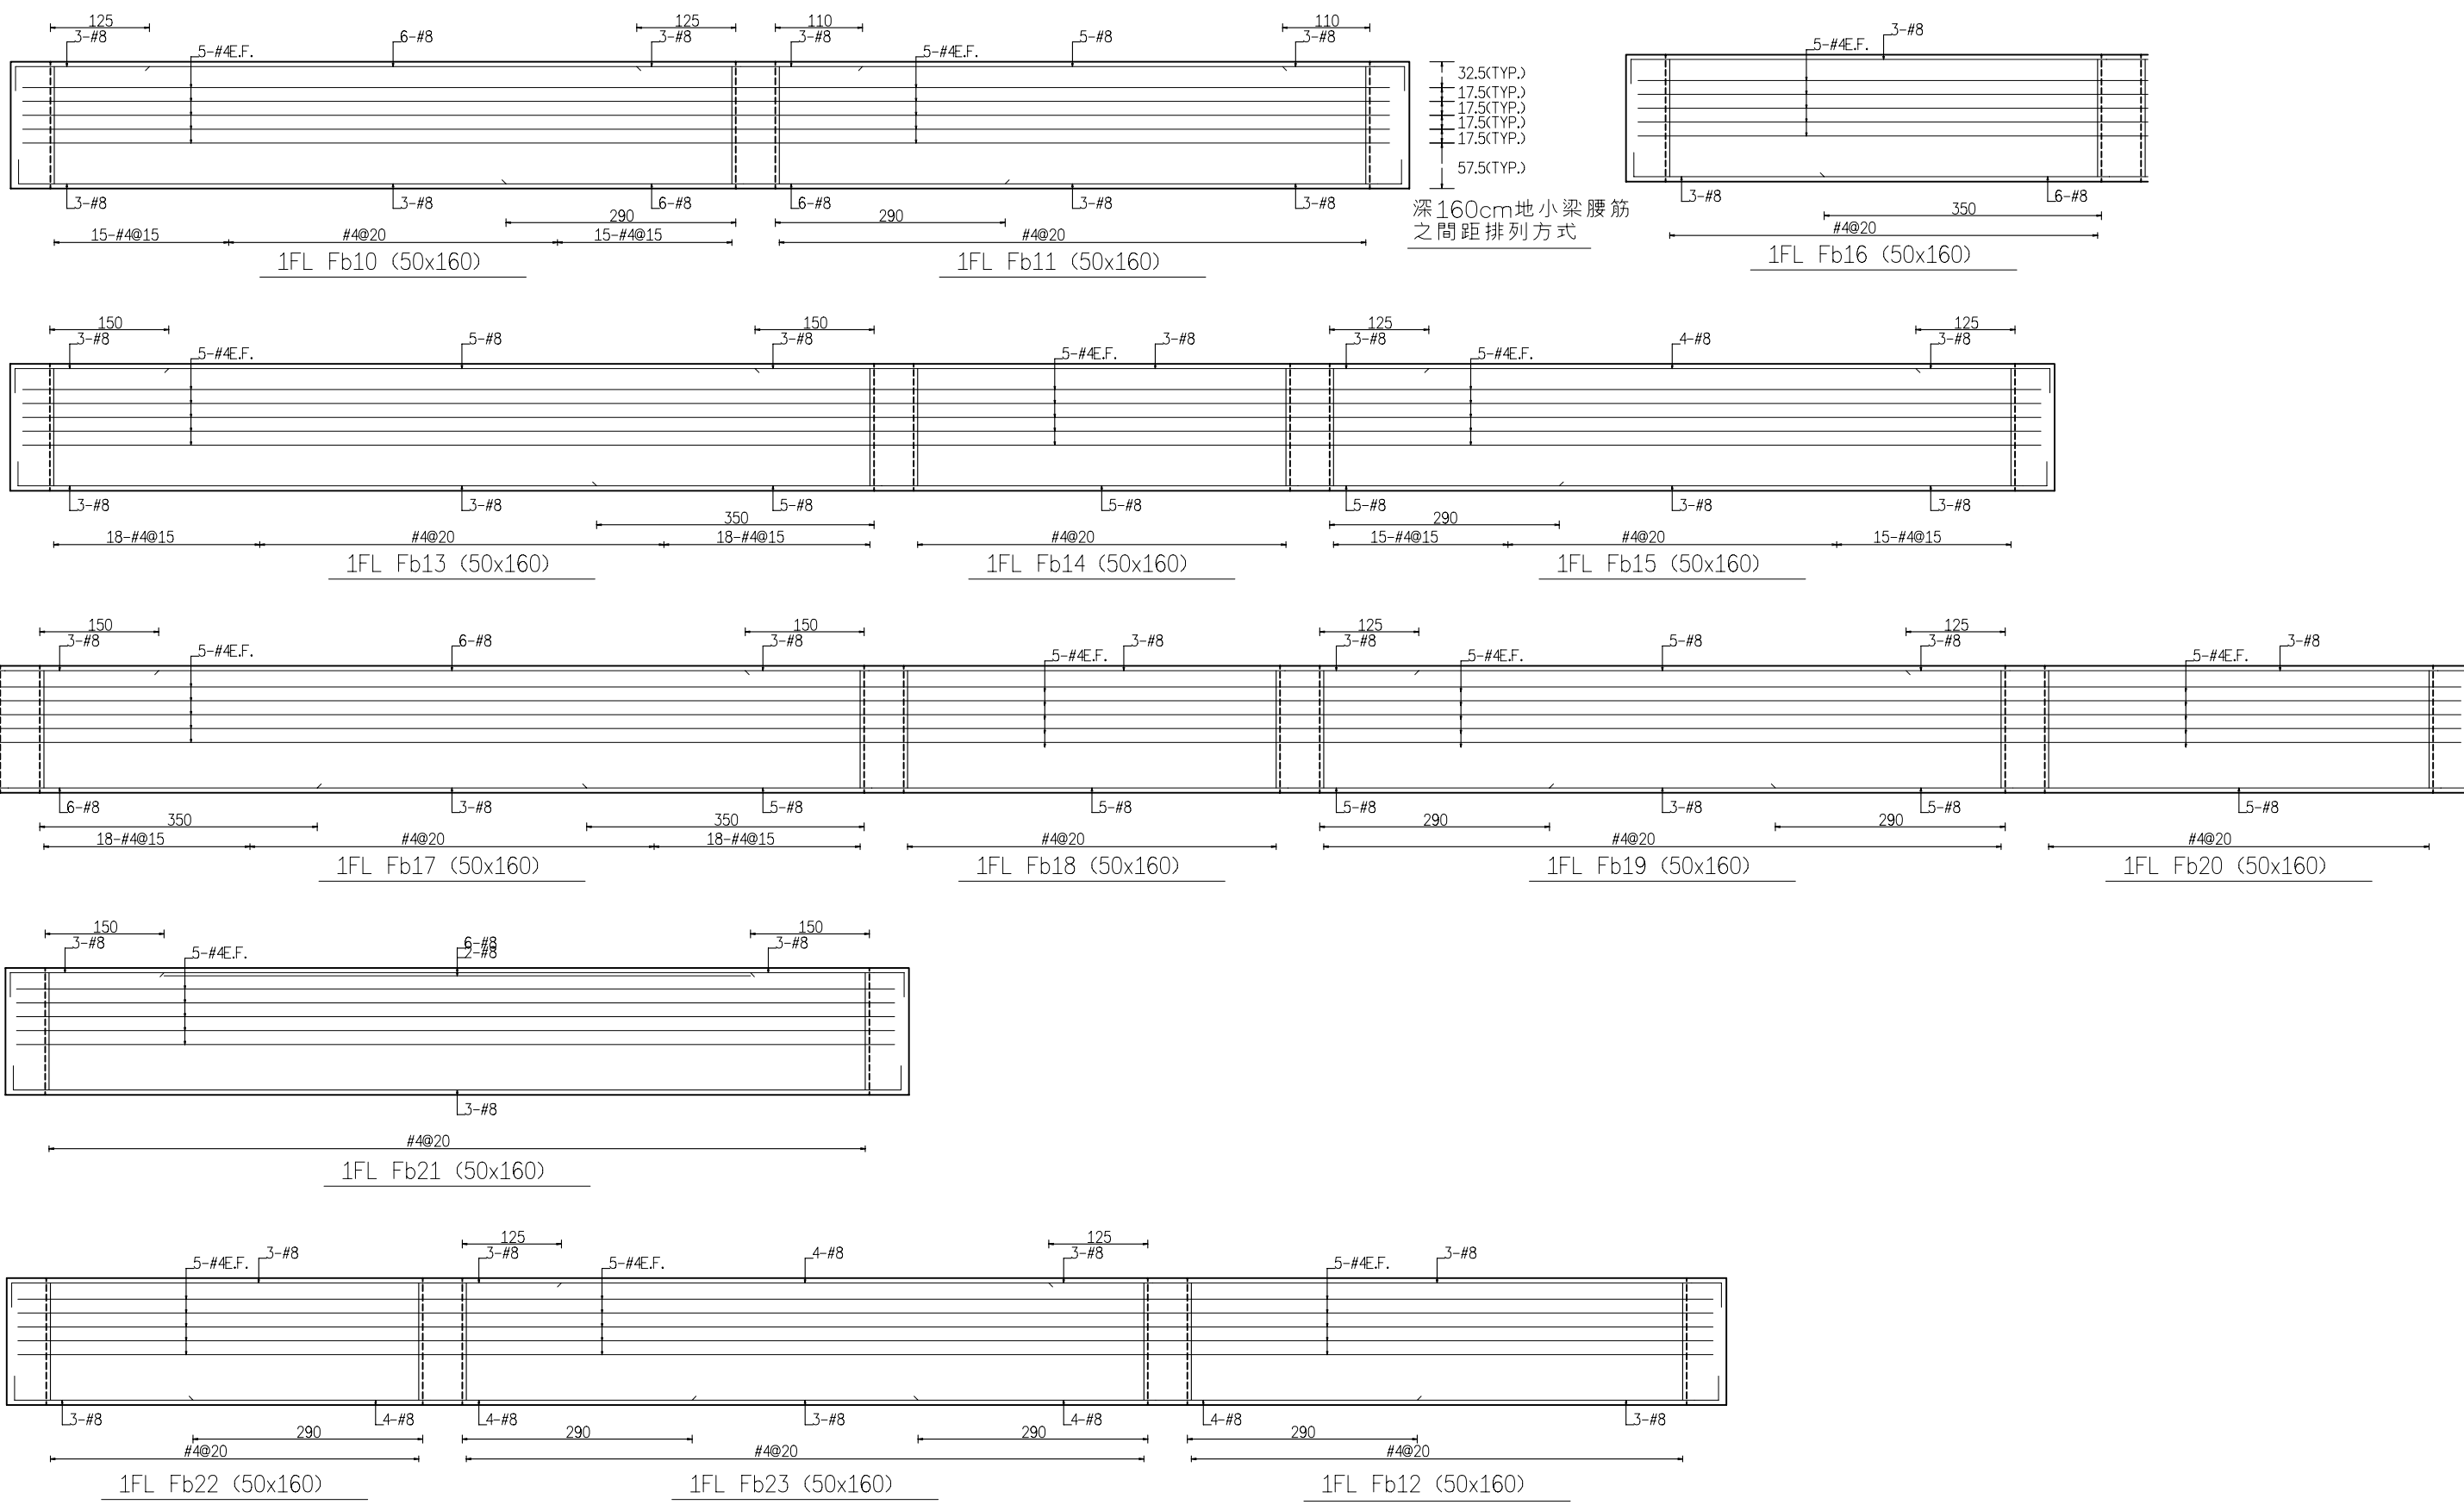 125 125 110 110
3-#8 6-#8 3-#8 3-#8 5-#8 3-#8 3-#8
5-#4E.F. 5-#4E.F. 5-#4E.F.
32.5(TYP.)
17.5(TYP.)
17.5(TYP.)
17.5(TYP.)
17.5(TYP.)
57.5(TYP.)
3-#8 3-#8 6-#8 6-#8 3-#8 3-#8 3-#8 6-#8
深160cm地小梁腰筋
之間距排列方式
290 290 350
15-#4@15 #4@20 15-#4@15 #4@20 #4@20
1FL Fb10 (50x160) 1FL Fb11 (50x160) 1FL Fb16 (50x160)
150 150 125 125
3-#8 5-#8 3-#8 3-#8 3-#8 4-#8 3-#8
5-#4E.F. 5-#4E.F. 5-#4E.F.
3-#8 3-#8 5-#8 5-#8 5-#8 3-#8 3-#8
350 290
18-#4@15 #4@20 18-#4@15 #4@20 15-#4@15 #4@20 15-#4@15
1FL Fb13 (50x160) 1FL Fb14 (50x160) 1FL Fb15 (50x160)
150 150 125 125
3-#8 6-#8 3-#8 3-#8 3-#8 5-#8 3-#8 3-#8
5-#4E.F. 5-#4E.F. 5-#4E.F. 5-#4E.F.
6-#8 3-#8 5-#8 5-#8 5-#8 3-#8 5-#8 5-#8
350 350 290 290
18-#4@15 #4@20 18-#4@15 #4@20 #4@20 #4@20
1FL Fb17 (50x160) 1FL Fb18 (50x160) 1FL Fb19 (50x160) 1FL Fb20 (50x160)
150 150
3-#8 6-#8 3-#8
5-#4E.F. 2-#8
3-#8
#4@20
1FL Fb21 (50x160)
125 125
3-#8 3-#8 4-#8 3-#8 3-#8
5-#4E.F. 5-#4E.F. 5-#4E.F.
3-#8 4-#8 4-#8 3-#8 4-#8 4-#8 3-#8
290 290 290 290
#4@20 #4@20 #4@20
1FL Fb22 (50x160) 1FL Fb23 (50x160) 1FL Fb12 (50x160)